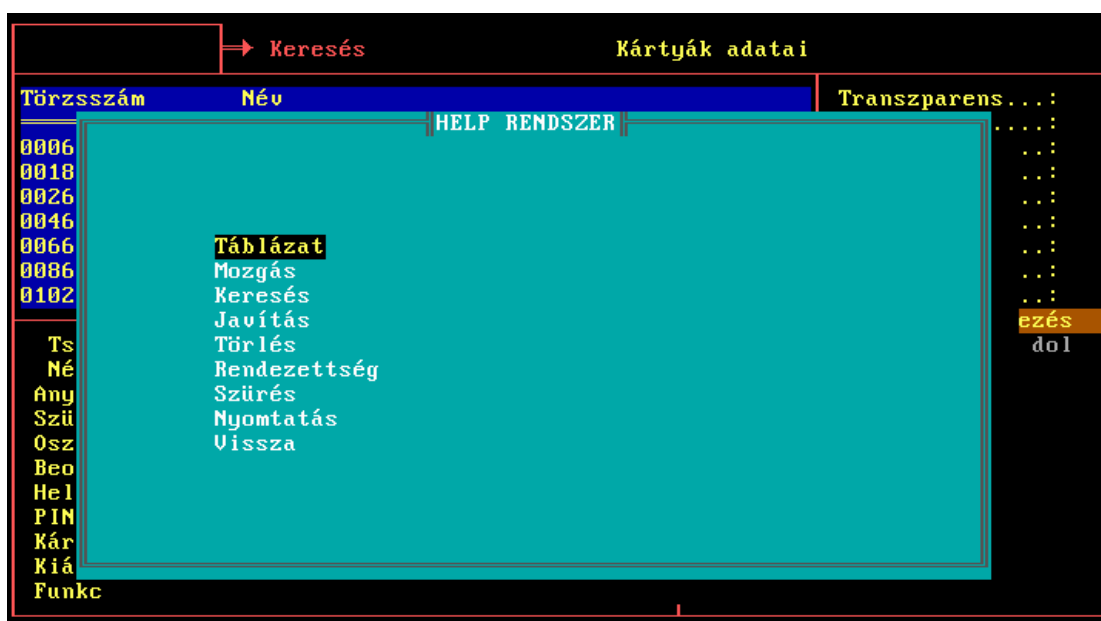 Keresés Kártyák adatai
Törzsszám Név Transzparens...:
HELP RENDSZER ....:
0006 ..:
0018 ..:
0026 ..:
0046 ..:
0066 Táblázat ..:
0086 Mozgás ..:
0102 Keresés ..:
Javítás ezés
Ts Törlés dol
Né Rendezettség
Any Szürés
Szü Nyomtatás
Osz Vissza
Beo
Hel
PIN
Kár
Kiá
Funkc